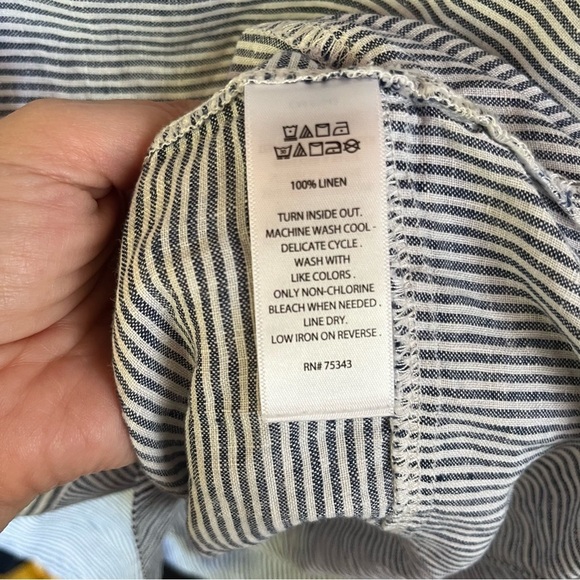 100% LINEN
TURN INSIDE OUT.
MACHINE WASH COOL -
DELICATE CYCLE .
WASH WITH
LIKE COLORS .
ONLY NON-CHLORINE
BLEACH WHEN NEEDED .
LINE DRY.
LOW IRON ON REVERSE .
RN# 75343